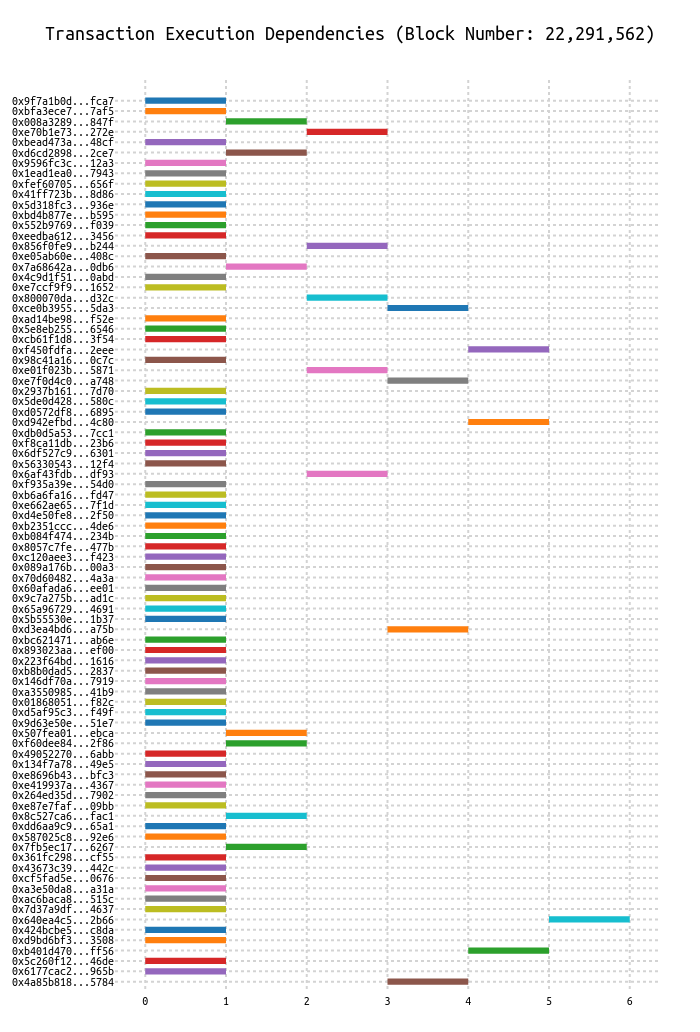 Transaction Execution Dependencies (Block Number: 22,291,562)
0x9f7a1b0d...fca7
0xbfa3ece7...7af5
0x008a3289...847f
0xe70b1e73...272e
0xbead473a...48cf
0xd6cd2898...2ce7
0x9596fc3c...12a3
0x1ead1ea0...7943
0xfef60705...656f
0x41ff723b...8d86
0x5d318fc3...936e
0xbd4b877e...b595
0x552b9769...f039
0xeedba612...3456
0x856f0fe9...b244
0xe05ab60e...408c
0x7a68642a...0db6
0x4c9d1f51...0abd
0xe7ccf9f9...1652
0x800070da...d32c
0xce0b3955...5da3
0xad14be98...f52e
0x5e8eb255...6546
0xcb61f1d8...3f54
0xf450fdfa...2eee
0x98c41a16...0c7c
0xe01f023b...5871
0xe7f0d4c0...a748
0x2937b161...7d70
0x5de0d428...580c
0xd0572df8...6895
0xd942efbd...4c80
0xdb0d5a53...7cc1
0xf8ca11db...23b6
0x6df527c9...6301
0x56330543...12f4
0x6af43fdb...df93
0xf935a39e...54d0
0xb6a6fa16...fd47
0xe662ae65...7f1d
0xd4e50fe8...2f50
0xb2351ccc...4de6
0xb084f474...234b
0x8057c7fe...477b
0xc120aee3...f423
0x089a176b...00a3
0x70d60482...4a3a
0x60afada6...ee01
0x9c7a275b...ad1c
0x65a96729...4691
0x5b55530e...1b37
0xd3ea4bd6...a75b
0xbc621471...ab6e
0x893023aa...ef00
0x223f64bd...1616
0xb8b0dad5...2837
0x146df70a...7919
0xa3550985...41b9
0x01868051...f82c
0xd5af95c3...f49f
0x9d63e50e...51e7
0x507fea01...ebca
0xf60dee84...2f86
0x49052270...6abb
0x134f7a78...49e5
0xe8696b43...bfc3
0xe419937a...4367
0x264ed35d...7902
0xe87e7faf...09bb
0x8c527ca6...fac1
0xdd6aa9c9...65a1
0x587025c8...92e6
0x7fb5ec17...6267
0x361fc298...cf55
0x43673c39...442c
0xcf5fad5e...0676
0xa3e50da8...a31a
0xac6baca8...515c
0x7d37a9df...4637
0x640ea4c5...2b66
0x424bcbe5...c8da
0xd9bd6bf3...3508
0xb401d470...ff56
0x5c260f12...46de
0x6177cac2...965b
0x4a85b818...5784
0 1 2 3 4 5 6